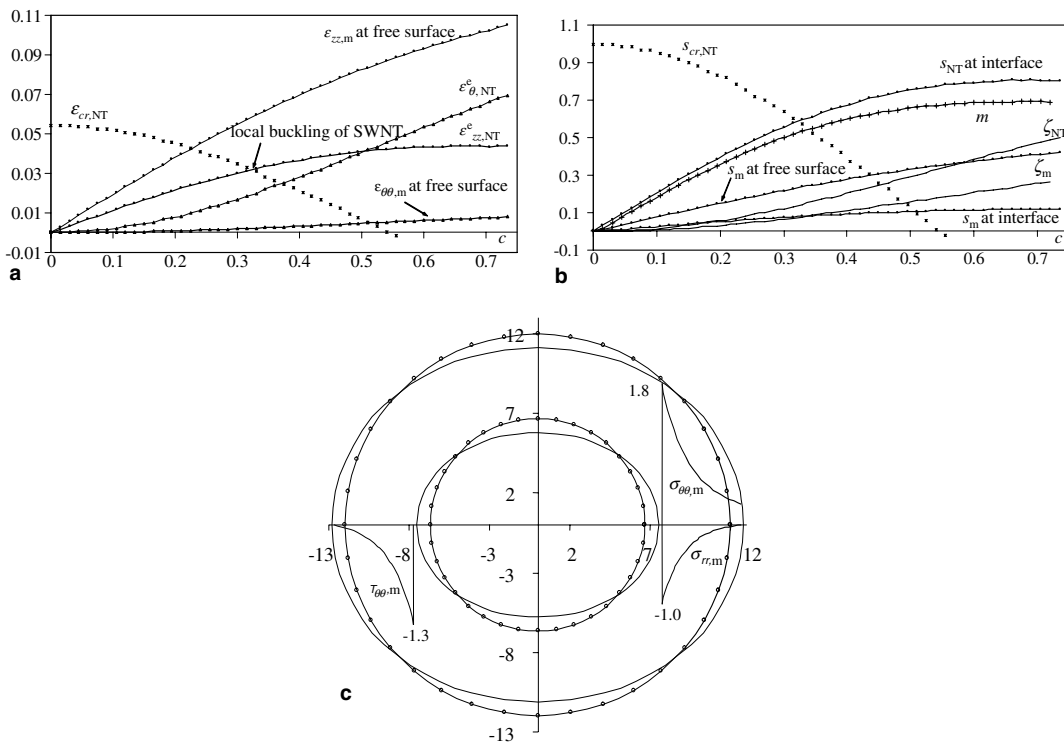 0.11
0.09
0.07
0.05
0.03
0.01
-0.01
0 0.1 0.2 0.3 0.4 0.5 0.6 0.7
c
εzz,m at free surface
εcr,NT
εᵉθ,NT
local buckling of SWNT
εᵉzz,NT
εθθ,m at free surface
a
1.1
0.9
0.7
0.5
0.3
0.1
-0.1
0 0.1 0.2 0.3 0.4 0.5 0.6 0.7
c
scr,NT
sNT at interface
m
ζNT
sm at free surface
ζm
sm at interface
b
12
7
2
-3
-8
-13
-13 -8 -3 2 7 12
1.8
σθθ,m
σrr,m
-1.0
τθθ,m
-1.3
c